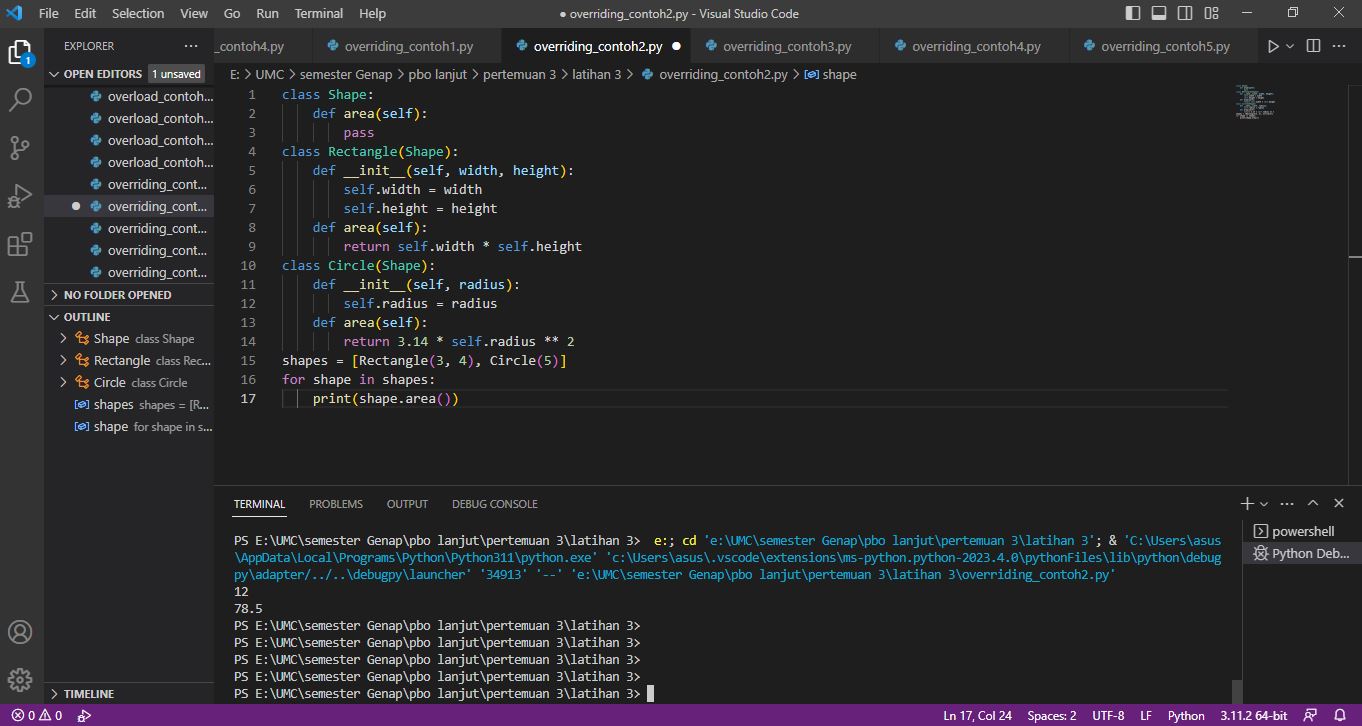 File Edit Selection View Go Run Terminal Help ● overriding_contoh2.py - Visual Studio Code
EXPLORER ···
_contoh4.py overriding_contoh1.py overriding_contoh2.py ● overriding_contoh3.py overriding_contoh4.py overriding_contoh5.py
1
OPEN EDITORS 1 unsaved
E: > UMC > semester Genap > pbo lanjut > pertemuan 3 > latihan 3 > overriding_contoh2.py > shape
overload_contoh...
overload_contoh...
overload_contoh...
overload_contoh...
overriding_cont...
● overriding_cont...
overriding_cont...
overriding_cont...
overriding_cont...
NO FOLDER OPENED
OUTLINE
Shape class Shape
Rectangle class Rec...
Circle class Circle
shapes shapes = [R...
shape for shape in s...
TIMELINE
1 class Shape:
2     def area(self):
3         pass
4 class Rectangle(Shape):
5     def __init__(self, width, height):
6         self.width = width
7         self.height = height
8     def area(self):
9         return self.width * self.height
10 class Circle(Shape):
11     def __init__(self, radius):
12         self.radius = radius
13     def area(self):
14         return 3.14 * self.radius ** 2
15 shapes = [Rectangle(3, 4), Circle(5)]
16 for shape in shapes:
17     print(shape.area())
TERMINAL PROBLEMS OUTPUT DEBUG CONSOLE
powershell
Python Deb...
PS E:\UMC\semester Genap\pbo lanjut\pertemuan 3\latihan 3>  e:; cd 'e:\UMC\semester Genap\pbo lanjut\pertemuan 3\latihan 3'; & 'C:\Users\asus
\AppData\Local\Programs\Python\Python311\python.exe' 'c:\Users\asus\.vscode\extensions\ms-python.python-2023.4.0\pythonFiles\lib\python\debug
py\adapter/../..\debugpy\launcher' '34913' '--' 'e:\UMC\semester Genap\pbo lanjut\pertemuan 3\latihan 3\overriding_contoh2.py'
12
78.5
PS E:\UMC\semester Genap\pbo lanjut\pertemuan 3\latihan 3>
PS E:\UMC\semester Genap\pbo lanjut\pertemuan 3\latihan 3>
PS E:\UMC\semester Genap\pbo lanjut\pertemuan 3\latihan 3>
PS E:\UMC\semester Genap\pbo lanjut\pertemuan 3\latihan 3>
PS E:\UMC\semester Genap\pbo lanjut\pertemuan 3\latihan 3>
0 0 Ln 17, Col 24 Spaces: 2 UTF-8 LF Python 3.11.2 64-bit